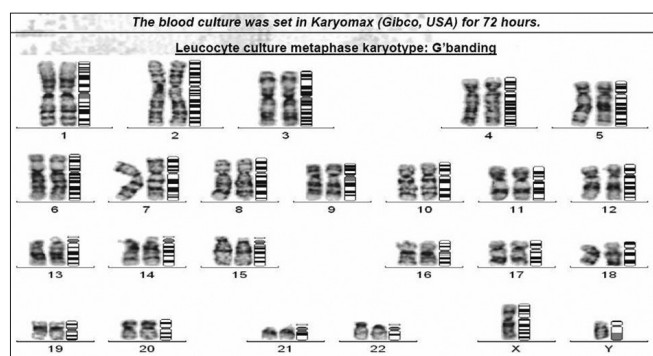 The blood culture was set in Karyomax (Gibco, USA) for 72 hours.
Leucocyte culture metaphase karyotype: G'banding
1 2 3 4 5
6 7 8 9 10 11 12
13 14 15 16 17 18
19 20 21 22 X Y